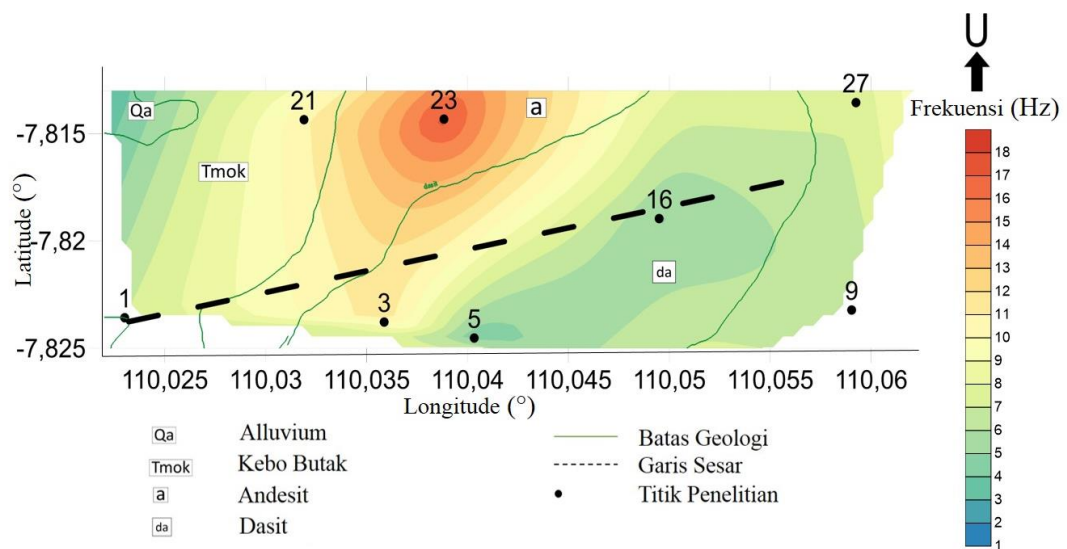 U
Frekuensi (Hz)
27
21
23
a
Qa
-7,815
18
17
Tmok
16
15
16
14
-7,82
13
12
da
11
1
3
9
10
5
9
-7,825
8
110,025
110,03
110,035
110,04
110,045
110,05
110,055
110,06
7
Longitude (°)
6
Latitude (°)
5
4
3
2
1
Qa
Alluvium
Batas Geologi
Tmok
Kebo Butak
Garis Sesar
a
Andesit
Titik Penelitian
da
Dasit